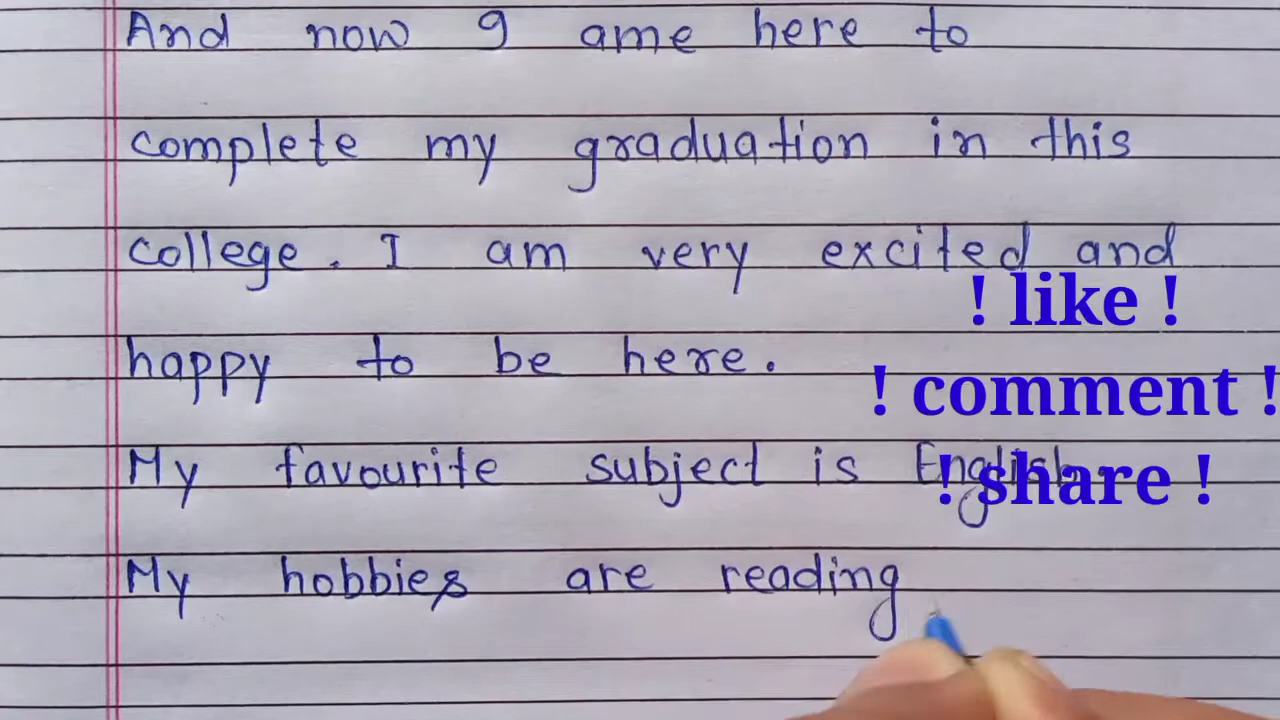 And now I ame here to
complete my graduation in this
college. I am very excited and
! like !
happy to be here.
! comment !
My favourite subject is English.
! share !
My hobbies are reading